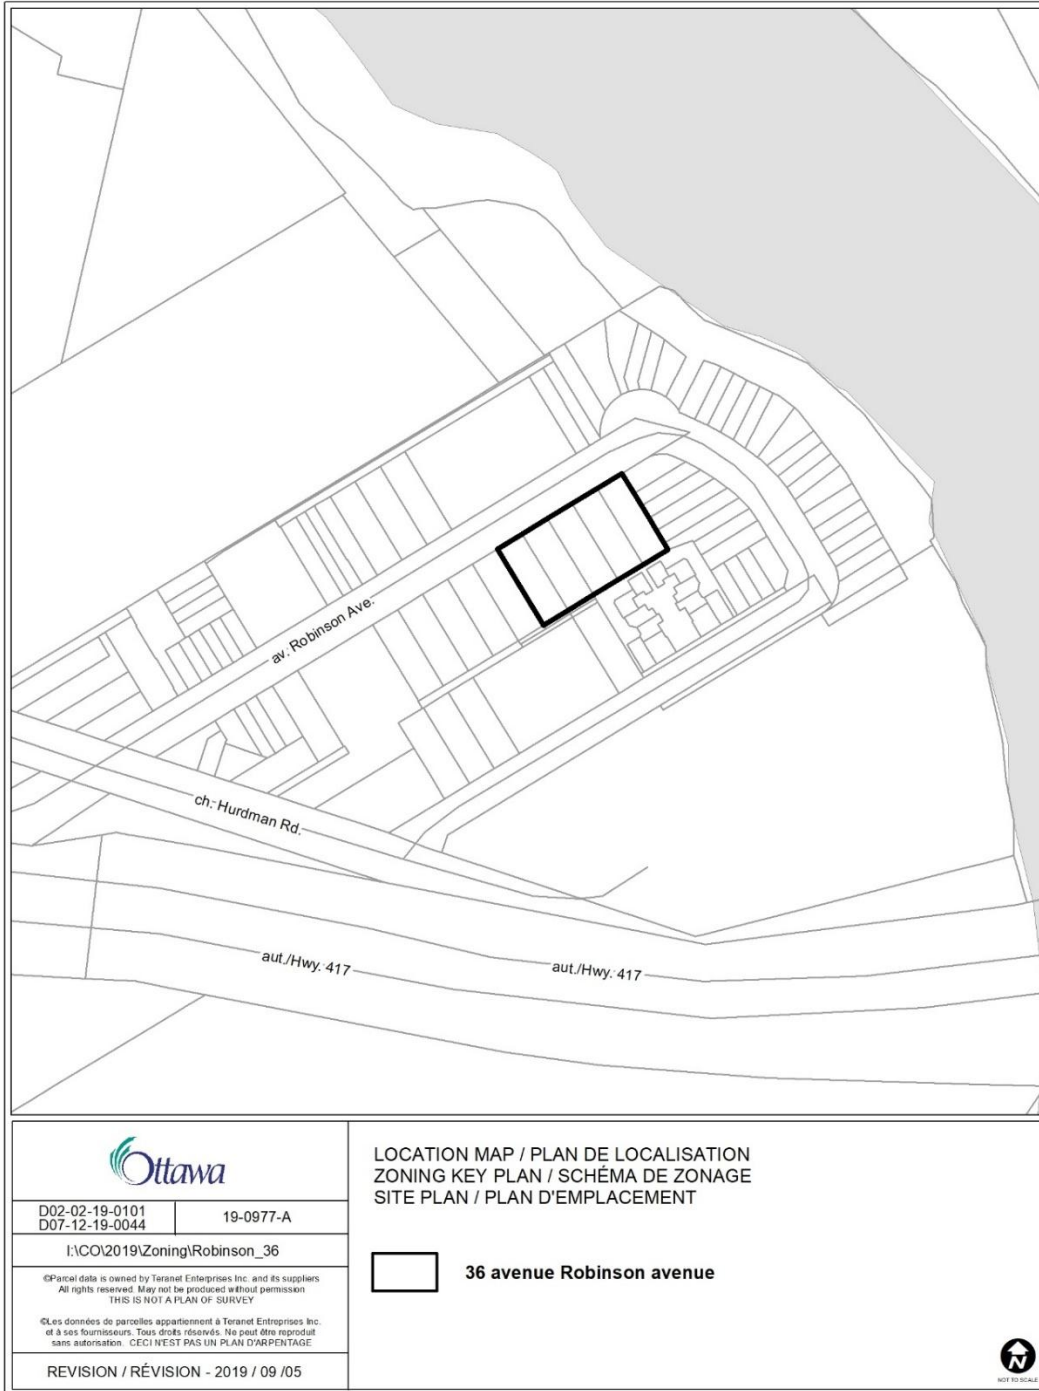 av. Robinson Ave.
ch. Hurdman Rd.
aut./Hwy. 417
aut./Hwy. 417
Ottawa
D02-02-19-0101
D07-12-19-0044
19-0977-A
I:\CO\2019\Zoning\Robinson_36
©Parcel data is owned by Teranet Enterprises Inc. and its suppliers
All rights reserved. May not be produced without permission
THIS IS NOT A PLAN OF SURVEY
©Les données de parcelles appartiennent à Teranet Entreprises Inc.
et à ses fournisseurs. Tous droits réservés. Ne peut être reproduit
sans autorisation. CECI N'EST PAS UN PLAN D'ARPENTAGE
REVISION / RÉVISION - 2019 / 09 /05
LOCATION MAP / PLAN DE LOCALISATION
ZONING KEY PLAN / SCHÉMA DE ZONAGE
SITE PLAN / PLAN D'EMPLACEMENT
36 avenue Robinson avenue
N
NOT TO SCALE